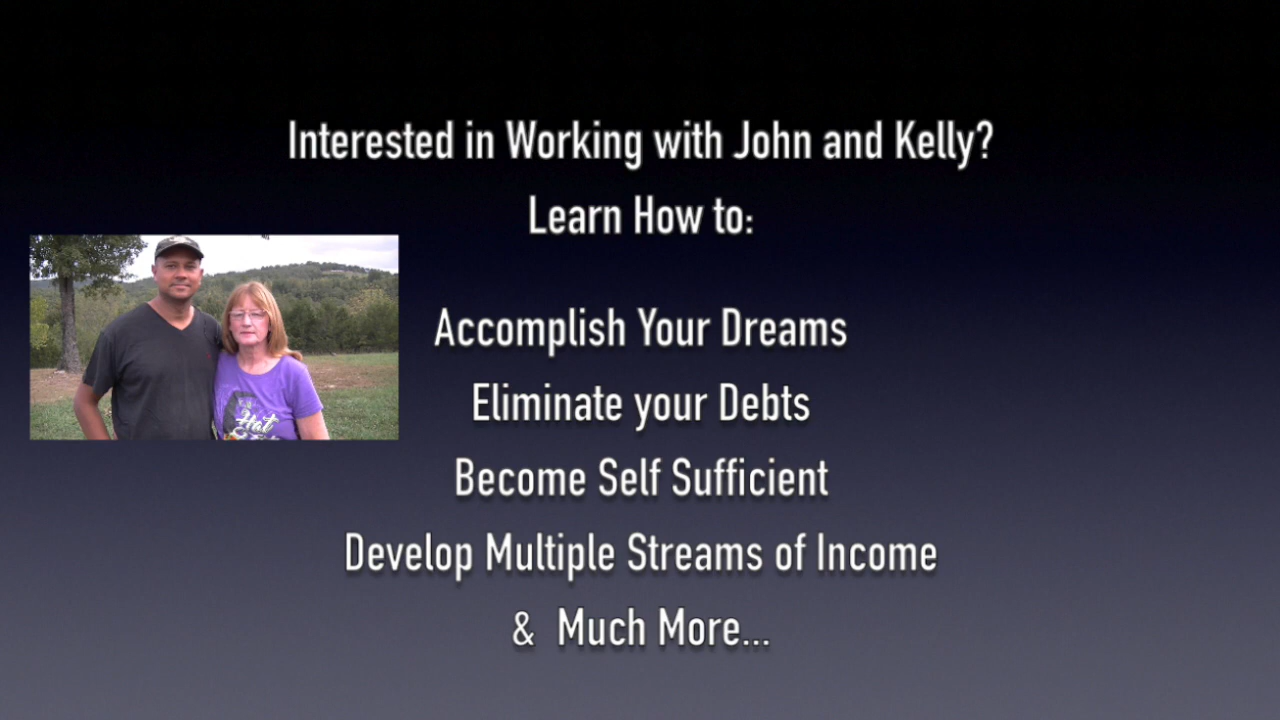 Interested in Working with John and Kelly?
Learn How to:
Accomplish Your Dreams
Eliminate your Debts
Become Self Sufficient
Develop Multiple Streams of Income
& Much More...
Hat